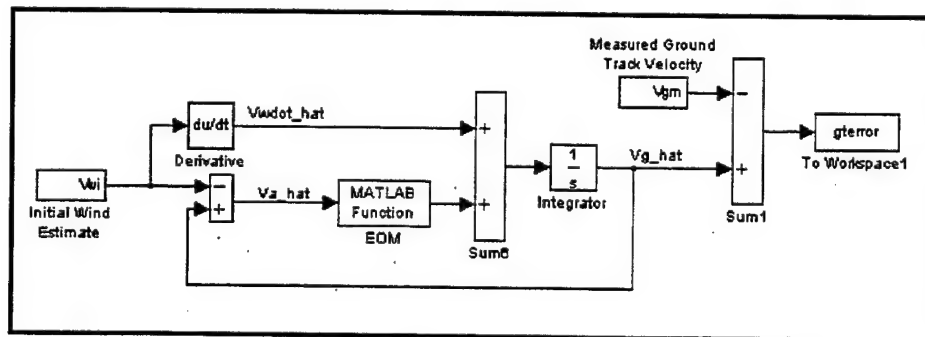 Measured Ground
Track Velocity
Vgm
−
Vwdot_hat
du/dt
Derivative
+
gterror
To Workspace1
1
s
Integrator
Vg_hat
+
Vwi
Initial Wind
Estimate
−
+
Va_hat
MATLAB
Function
EOM
+
Sum6
Sum1